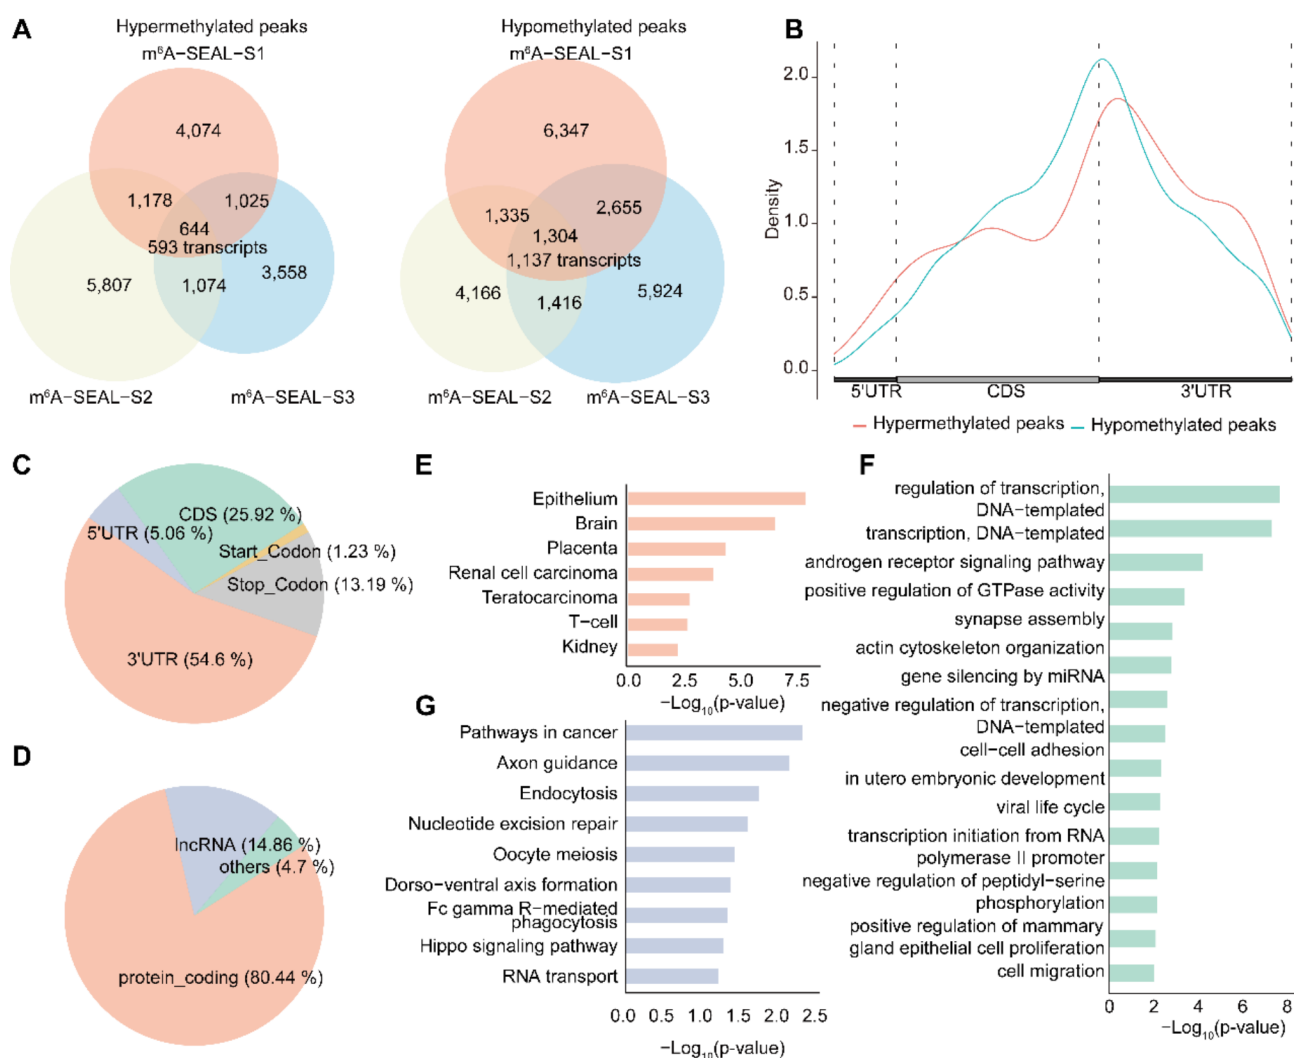 A
Hypermethylated peaks
m⁶A−SEAL−S1
4,074
1,178
1,025
644
593 transcripts
5,807
1,074
3,558
m⁶A−SEAL−S2
m⁶A−SEAL−S3
Hypomethylated peaks
m⁶A−SEAL−S1
6,347
1,335
2,655
1,304
1,137 transcripts
4,166
1,416
5,924
m⁶A−SEAL−S2
m⁶A−SEAL−S3
B
Density
2.0
1.5
1.0
0.5
0.0
5'UTR
CDS
3'UTR
Hypermethylated peaks
Hypomethylated peaks
C
CDS (25.92 %)
5'UTR (5.06 %)
Start_Codon (1.23 %)
Stop_Codon (13.19 %)
3'UTR (54.6 %)
D
lncRNA (14.86 %)
others (4.7 %)
protein_coding (80.44 %)
E
Epithelium
Brain
Placenta
Renal cell carcinoma
Teratocarcinoma
T−cell
Kidney
0.0 2.5 5.0 7.5
−Log₁₀(p−value)
F
regulation of transcription,
DNA−templated
transcription, DNA−templated
androgen receptor signaling pathway
positive regulation of GTPase activity
synapse assembly
actin cytoskeleton organization
gene silencing by miRNA
negative regulation of transcription,
DNA−templated
cell−cell adhesion
in utero embryonic development
viral life cycle
transcription initiation from RNA
polymerase II promoter
negative regulation of peptidyl−serine
phosphorylation
positive regulation of mammary
gland epithelial cell proliferation
cell migration
0 2 4 6 8
−Log₁₀(p−value)
G
Pathways in cancer
Axon guidance
Endocytosis
Nucleotide excision repair
Oocyte meiosis
Dorso−ventral axis formation
Fc gamma R−mediated
phagocytosis
Hippo signaling pathway
RNA transport
0.0 0.5 1.0 1.5 2.0 2.5
−Log₁₀(p−value)